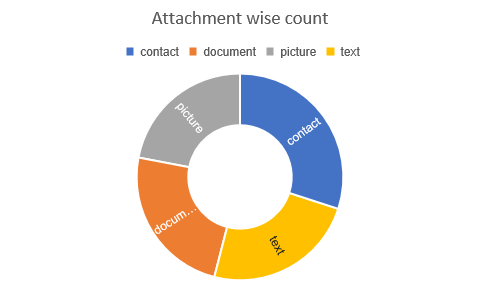 Attachment wise count
contact document picture text
picture
contact
docum...
text